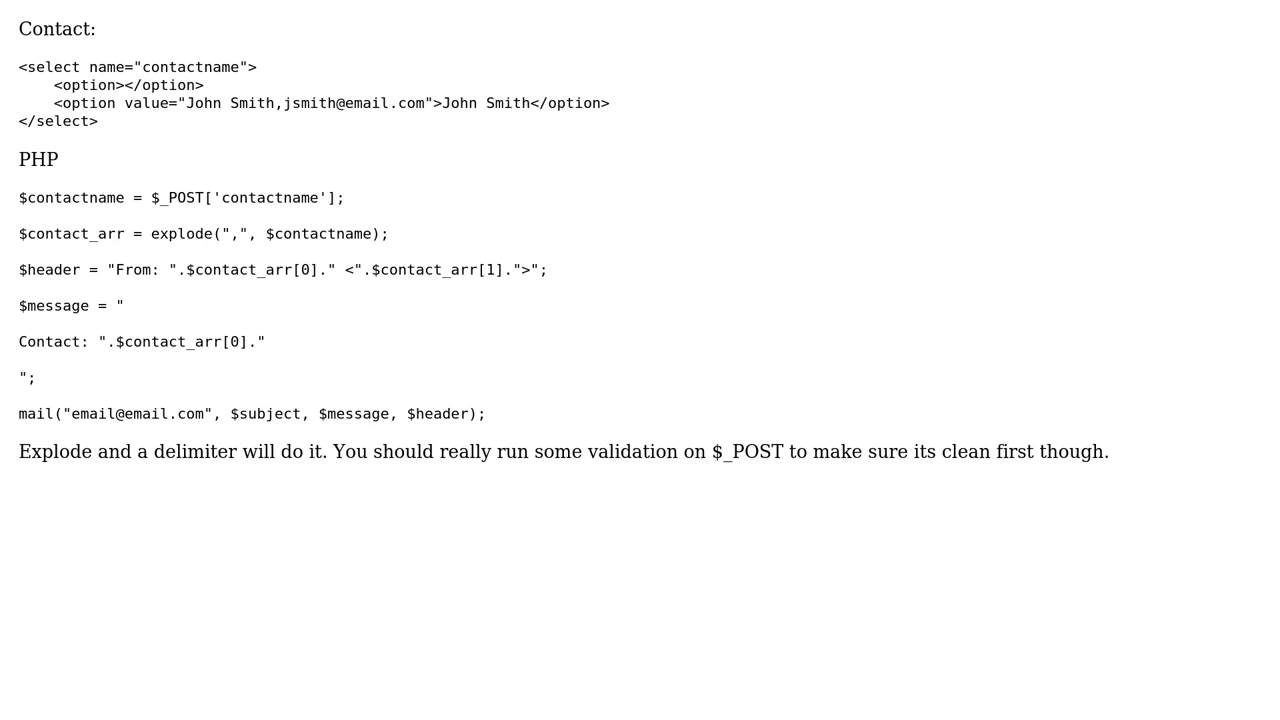 Contact:
<select name="contactname">
    <option></option>
    <option value="John Smith,jsmith@email.com">John Smith</option>
</select>
PHP
$contactname = $_POST['contactname'];
$contact_arr = explode(",", $contactname);
$header = "From: ".$contact_arr[0]." <".$contact_arr[1].">";
$message = "
Contact: ".$contact_arr[0]."
";
mail("email@email.com", $subject, $message, $header);
Explode and a delimiter will do it. You should really run some validation on $_POST to make sure its clean first though.